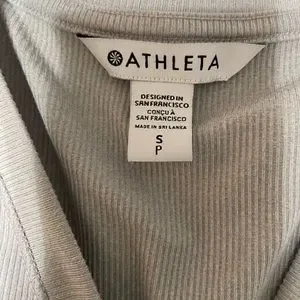 ATHLETA
DESIGNED IN
SAN FRANCISCO
CONÇU À
SAN FRANCISCO
MADE IN SRI LANKA
S
P